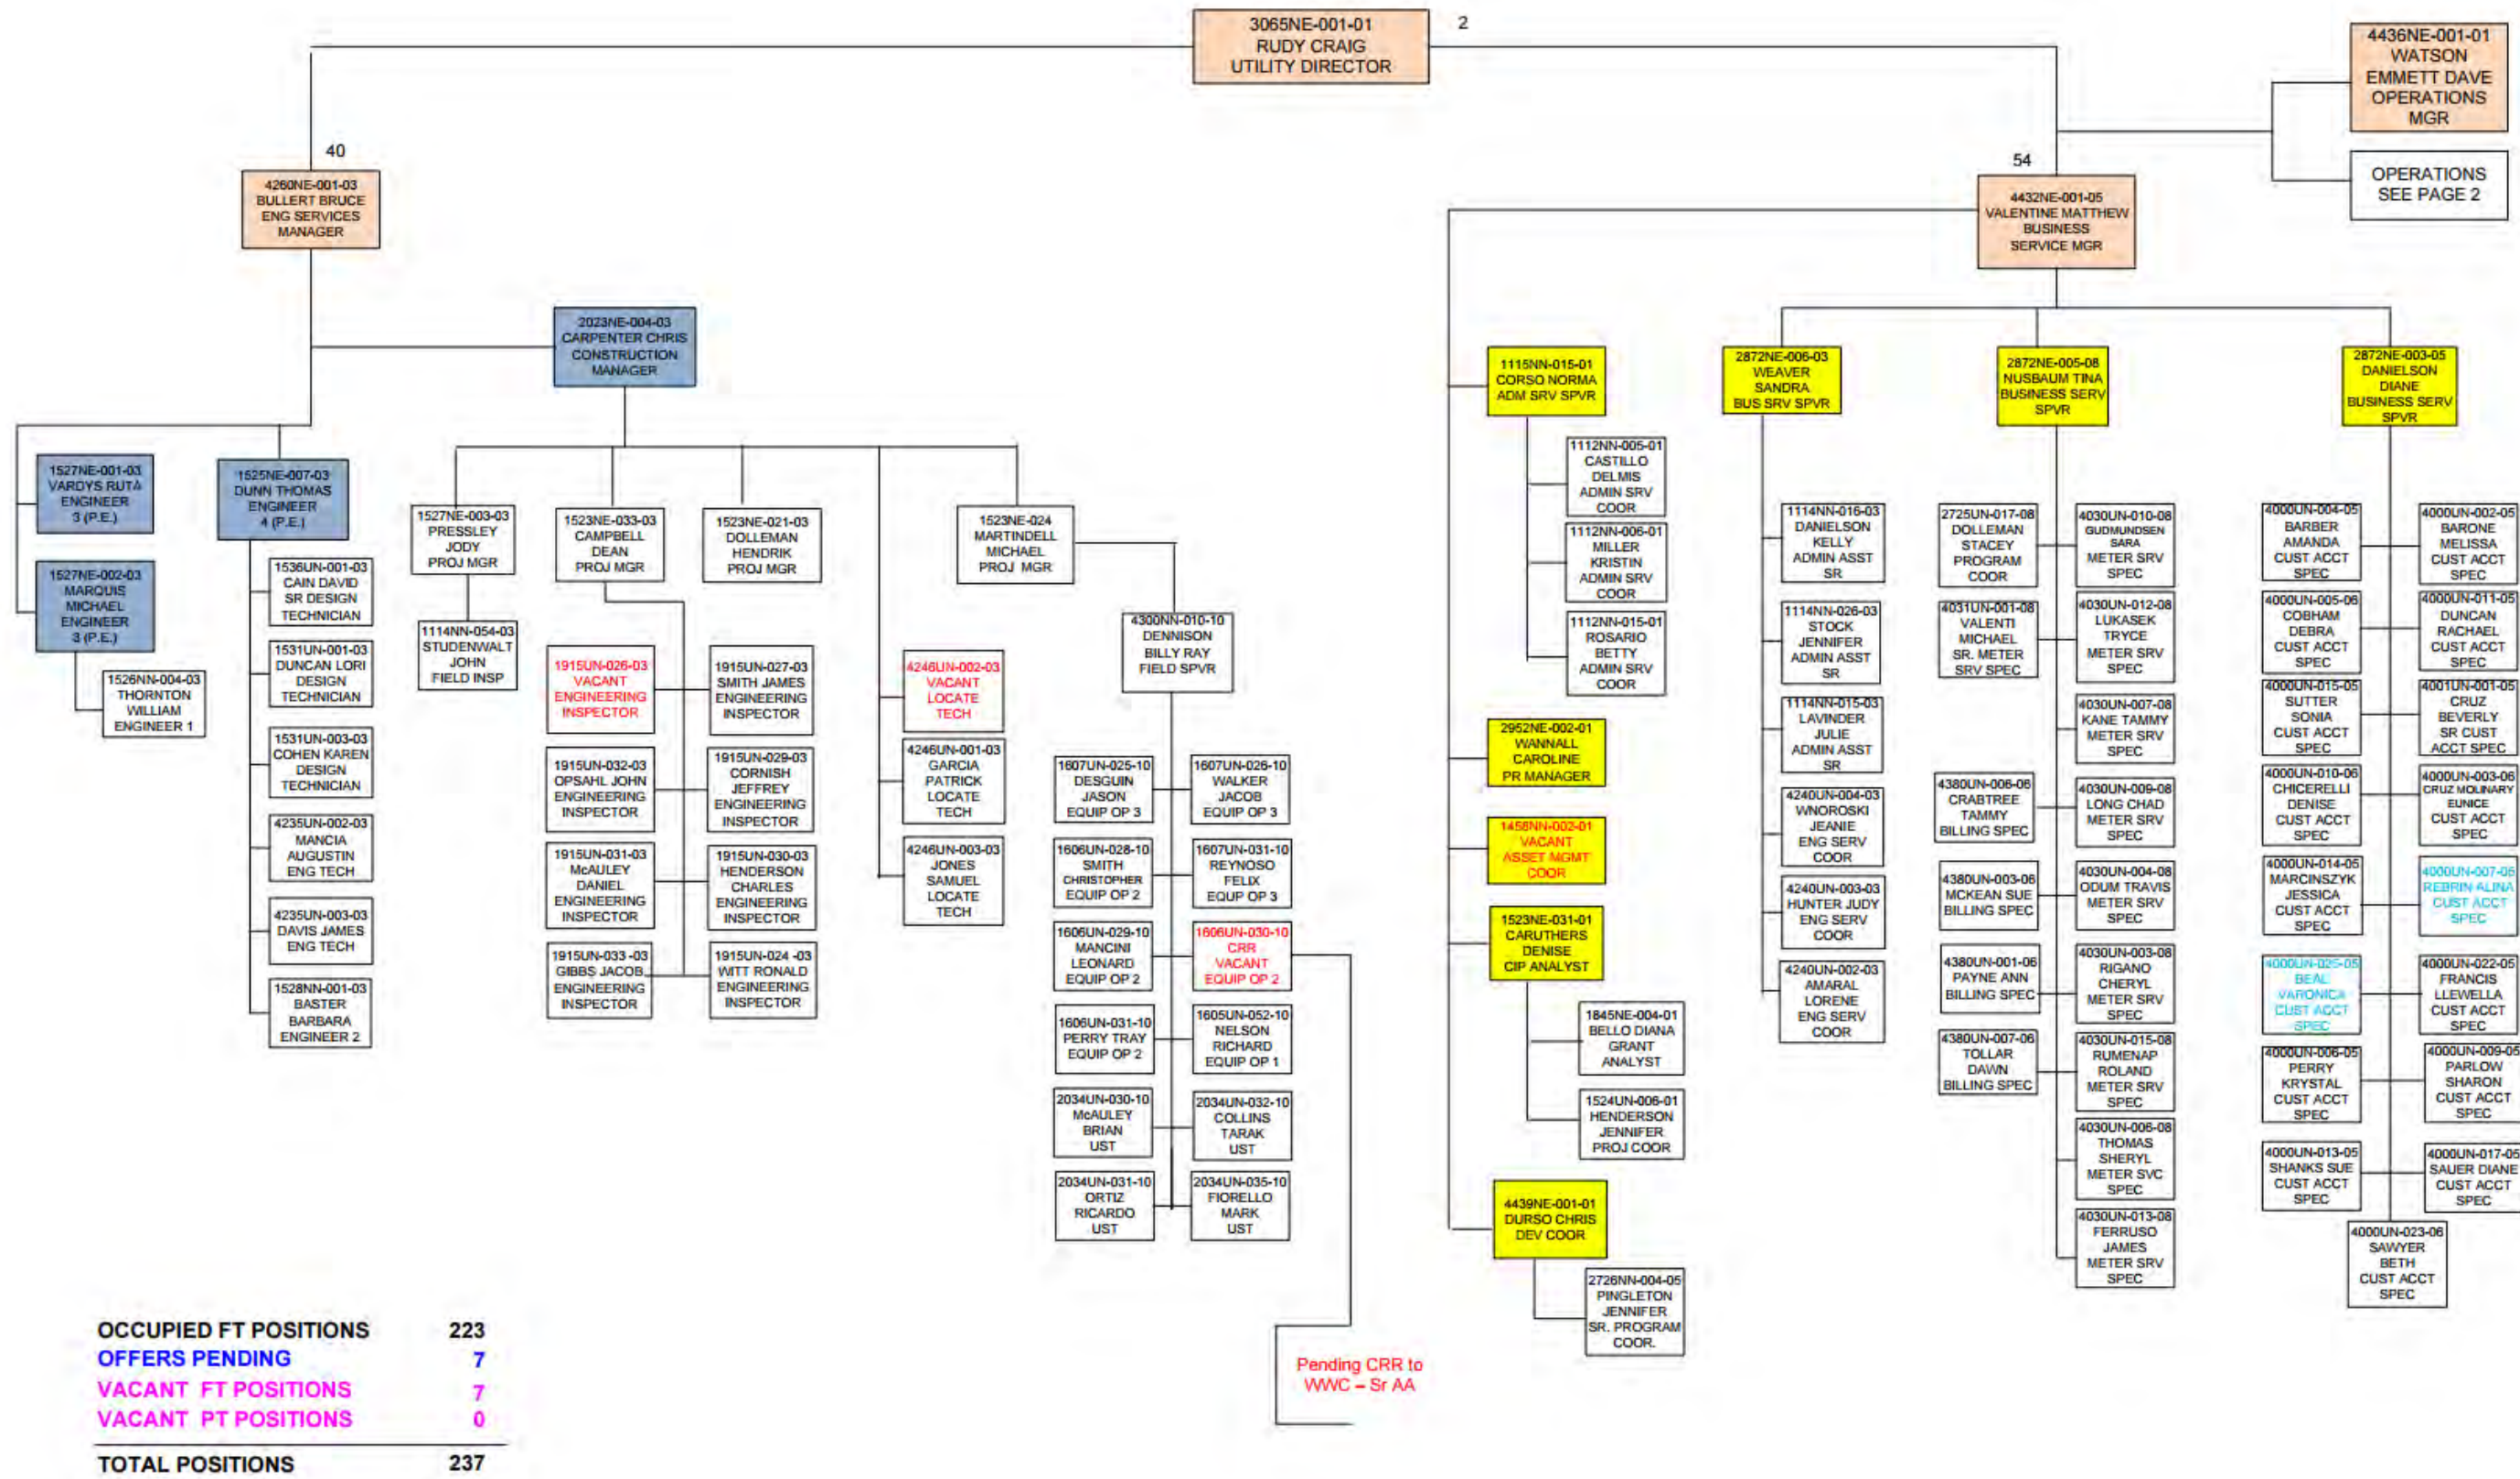 3065NE-001-01
RUDY CRAIG
UTILITY DIRECTOR
2
4436NE-001-01
WATSON
EMMETT DAVE
OPERATIONS
MGR
OPERATIONS
SEE PAGE 2
40
4260NE-001-03
BULLERT BRUCE
ENG SERVICES
MANAGER
54
4432NE-001-05
VALENTINE MATTHEW
BUSINESS
SERVICE MGR
2023NE-004-03
CARPENTER CHRIS
CONSTRUCTION
MANAGER
1527NE-001-03
VARDYS RUTA
ENGINEER
3 (P.E.)
1527NE-002-03
MARQUIS
MICHAEL
ENGINEER
3 (P.E.)
1526NN-004-03
THORNTON
WILLIAM
ENGINEER 1
1525NE-007-03
DUNN THOMAS
ENGINEER
4 (P.E.)
1536UN-001-03
CAIN DAVID
SR DESIGN
TECHNICIAN
1531UN-001-03
DUNCAN LORI
DESIGN
TECHNICIAN
1531UN-003-03
COHEN KAREN
DESIGN
TECHNICIAN
4235UN-002-03
MANCIA
AUGUSTIN
ENG TECH
4235UN-003-03
DAVIS JAMES
ENG TECH
1528NN-001-03
BASTER
BARBARA
ENGINEER 2
1527NE-003-03
PRESSLEY
JODY
PROJ MGR
1114NN-054-03
STUDENWALT
JOHN
FIELD INSP
1523NE-033-03
CAMPBELL
DEAN
PROJ MGR
1915UN-026-03
VACANT
ENGINEERING
INSPECTOR
1915UN-027-03
SMITH JAMES
ENGINEERING
INSPECTOR
1915UN-032-03
OPSAHL JOHN
ENGINEERING
INSPECTOR
1915UN-029-03
CORNISH
JEFFREY
ENGINEERING
INSPECTOR
1915UN-031-03
McAULEY
DANIEL
ENGINEERING
INSPECTOR
1915UN-030-03
HENDERSON
CHARLES
ENGINEERING
INSPECTOR
1915UN-033 -03
GIBBS JACOB
ENGINEERING
INSPECTOR
1915UN-024 -03
WITT RONALD
ENGINEERING
INSPECTOR
1523NE-021-03
DOLLEMAN
HENDRIK
PROJ MGR
4246UN-002-03
VACANT
LOCATE
TECH
4246UN-001-03
GARCIA
PATRICK
LOCATE
TECH
4246UN-003-03
JONES
SAMUEL
LOCATE
TECH
1523NE-024
MARTINDELL
MICHAEL
PROJ MGR
4300NN-010-10
DENNISON
BILLY RAY
FIELD SPVR
1607UN-025-10
DESGUIN
JASON
EQUIP OP 3
1607UN-026-10
WALKER
JACOB
EQUIP OP 3
1606UN-028-10
SMITH
CHRISTOPHER
EQUIP OP 2
1607UN-031-10
REYNOSO
FELIX
EQUP OP 3
1606UN-029-10
MANCINI
LEONARD
EQUIP OP 2
1606UN-030-10
CRR
VACANT
EQUIP OP 2
1606UN-031-10
PERRY TRAY
EQUIP OP 2
1605UN-052-10
NELSON
RICHARD
EQUIP OP 1
2034UN-030-10
McAULEY
BRIAN
UST
2034UN-032-10
COLLINS
TARAK
UST
2034UN-031-10
ORTIZ
RICARDO
UST
2034UN-035-10
FIORELLO
MARK
UST
Pending CRR to
WWC – Sr AA
1115NN-015-01
CORSO NORMA
ADM SRV SPVR
1112NN-005-01
CASTILLO
DELMIS
ADMIN SRV
COOR
1112NN-006-01
MILLER
KRISTIN
ADMIN SRV
COOR
1112NN-015-01
ROSARIO
BETTY
ADMIN SRV
COOR
2952NE-002-01
WANNALL
CAROLINE
PR MANAGER
1458NN-002-01
VACANT
ASSET MGMT
COOR
1523NE-031-01
CARUTHERS
DENISE
CIP ANALYST
1845NE-004-01
BELLO DIANA
GRANT
ANALYST
1524UN-006-01
HENDERSON
JENNIFER
PROJ COOR
4439NE-001-01
DURSO CHRIS
DEV COOR
2726NN-004-05
PINGLETON
JENNIFER
SR. PROGRAM
COOR.
2872NE-006-03
WEAVER
SANDRA
BUS SRV SPVR
1114NN-016-03
DANIELSON
KELLY
ADMIN ASST
SR
1114NN-026-03
STOCK
JENNIFER
ADMIN ASST
SR
1114NN-015-03
LAVINDER
JULIE
ADMIN ASST
SR
4240UN-004-03
WNOROSKI
JEANIE
ENG SERV
COOR
4240UN-003-03
HUNTER JUDY
ENG SERV
COOR
4240UN-002-03
AMARAL
LORENE
ENG SERV
COOR
2872NE-005-08
NUSBAUM TINA
BUSINESS SERV
SPVR
2725UN-017-08
DOLLEMAN
STACEY
PROGRAM
COOR
4030UN-010-08
GUDMUNDSEN
SARA
METER SRV
SPEC
4031UN-001-08
VALENTI
MICHAEL
SR. METER
SRV SPEC
4030UN-012-08
LUKASEK
TRYCE
METER SRV
SPEC
4030UN-007-08
KANE TAMMY
METER SRV
SPEC
4380UN-006-06
CRABTREE
TAMMY
BILLING SPEC
4030UN-009-08
LONG CHAD
METER SRV
SPEC
4380UN-003-06
MCKEAN SUE
BILLING SPEC
4030UN-004-08
ODUM TRAVIS
METER SRV
SPEC
4380UN-001-06
PAYNE ANN
BILLING SPEC
4030UN-003-08
RIGANO
CHERYL
METER SRV
SPEC
4380UN-007-06
TOLLAR
DAWN
BILLING SPEC
4030UN-015-08
RUMENAP
ROLAND
METER SRV
SPEC
4030UN-006-08
THOMAS
SHERYL
METER SVC
SPEC
4030UN-013-08
FERRUSO
JAMES
METER SRV
SPEC
2872NE-003-05
DANIELSON
DIANE
BUSINESS SERV
SPVR
4000UN-004-05
BARBER
AMANDA
CUST ACCT
SPEC
4000UN-002-05
BARONE
MELISSA
CUST ACCT
SPEC
4000UN-005-06
COBHAM
DEBRA
CUST ACCT
SPEC
4000UN-011-05
DUNCAN
RACHAEL
CUST ACCT
SPEC
4000UN-015-05
SUTTER
SONIA
CUST ACCT
SPEC
4001UN-001-05
CRUZ
BEVERLY
SR CUST
ACCT SPEC
4000UN-010-06
CHICERELLI
DENISE
CUST ACCT
SPEC
4000UN-003-06
CRUZ MOLINARY
EUNICE
CUST ACCT
SPEC
4000UN-014-05
MARCINSZYK
JESSICA
CUST ACCT
SPEC
4000UN-007-05
REBRIN ALINA
CUST ACCT
SPEC
4000UN-025-05
BEAL
VARONICA
CUST ACCT
SPEC
4000UN-022-05
FRANCIS
LLEWELLA
CUST ACCT
SPEC
4000UN-006-05
PERRY
KRYSTAL
CUST ACCT
SPEC
4000UN-009-05
PARLOW
SHARON
CUST ACCT
SPEC
4000UN-013-05
SHANKS SUE
CUST ACCT
SPEC
4000UN-017-05
SAUER DIANE
CUST ACCT
SPEC
4000UN-023-06
SAWYER
BETH
CUST ACCT
SPEC
OCCUPIED FT POSITIONS 223
OFFERS PENDING 7
VACANT FT POSITIONS 7
VACANT PT POSITIONS 0
TOTAL POSITIONS 237